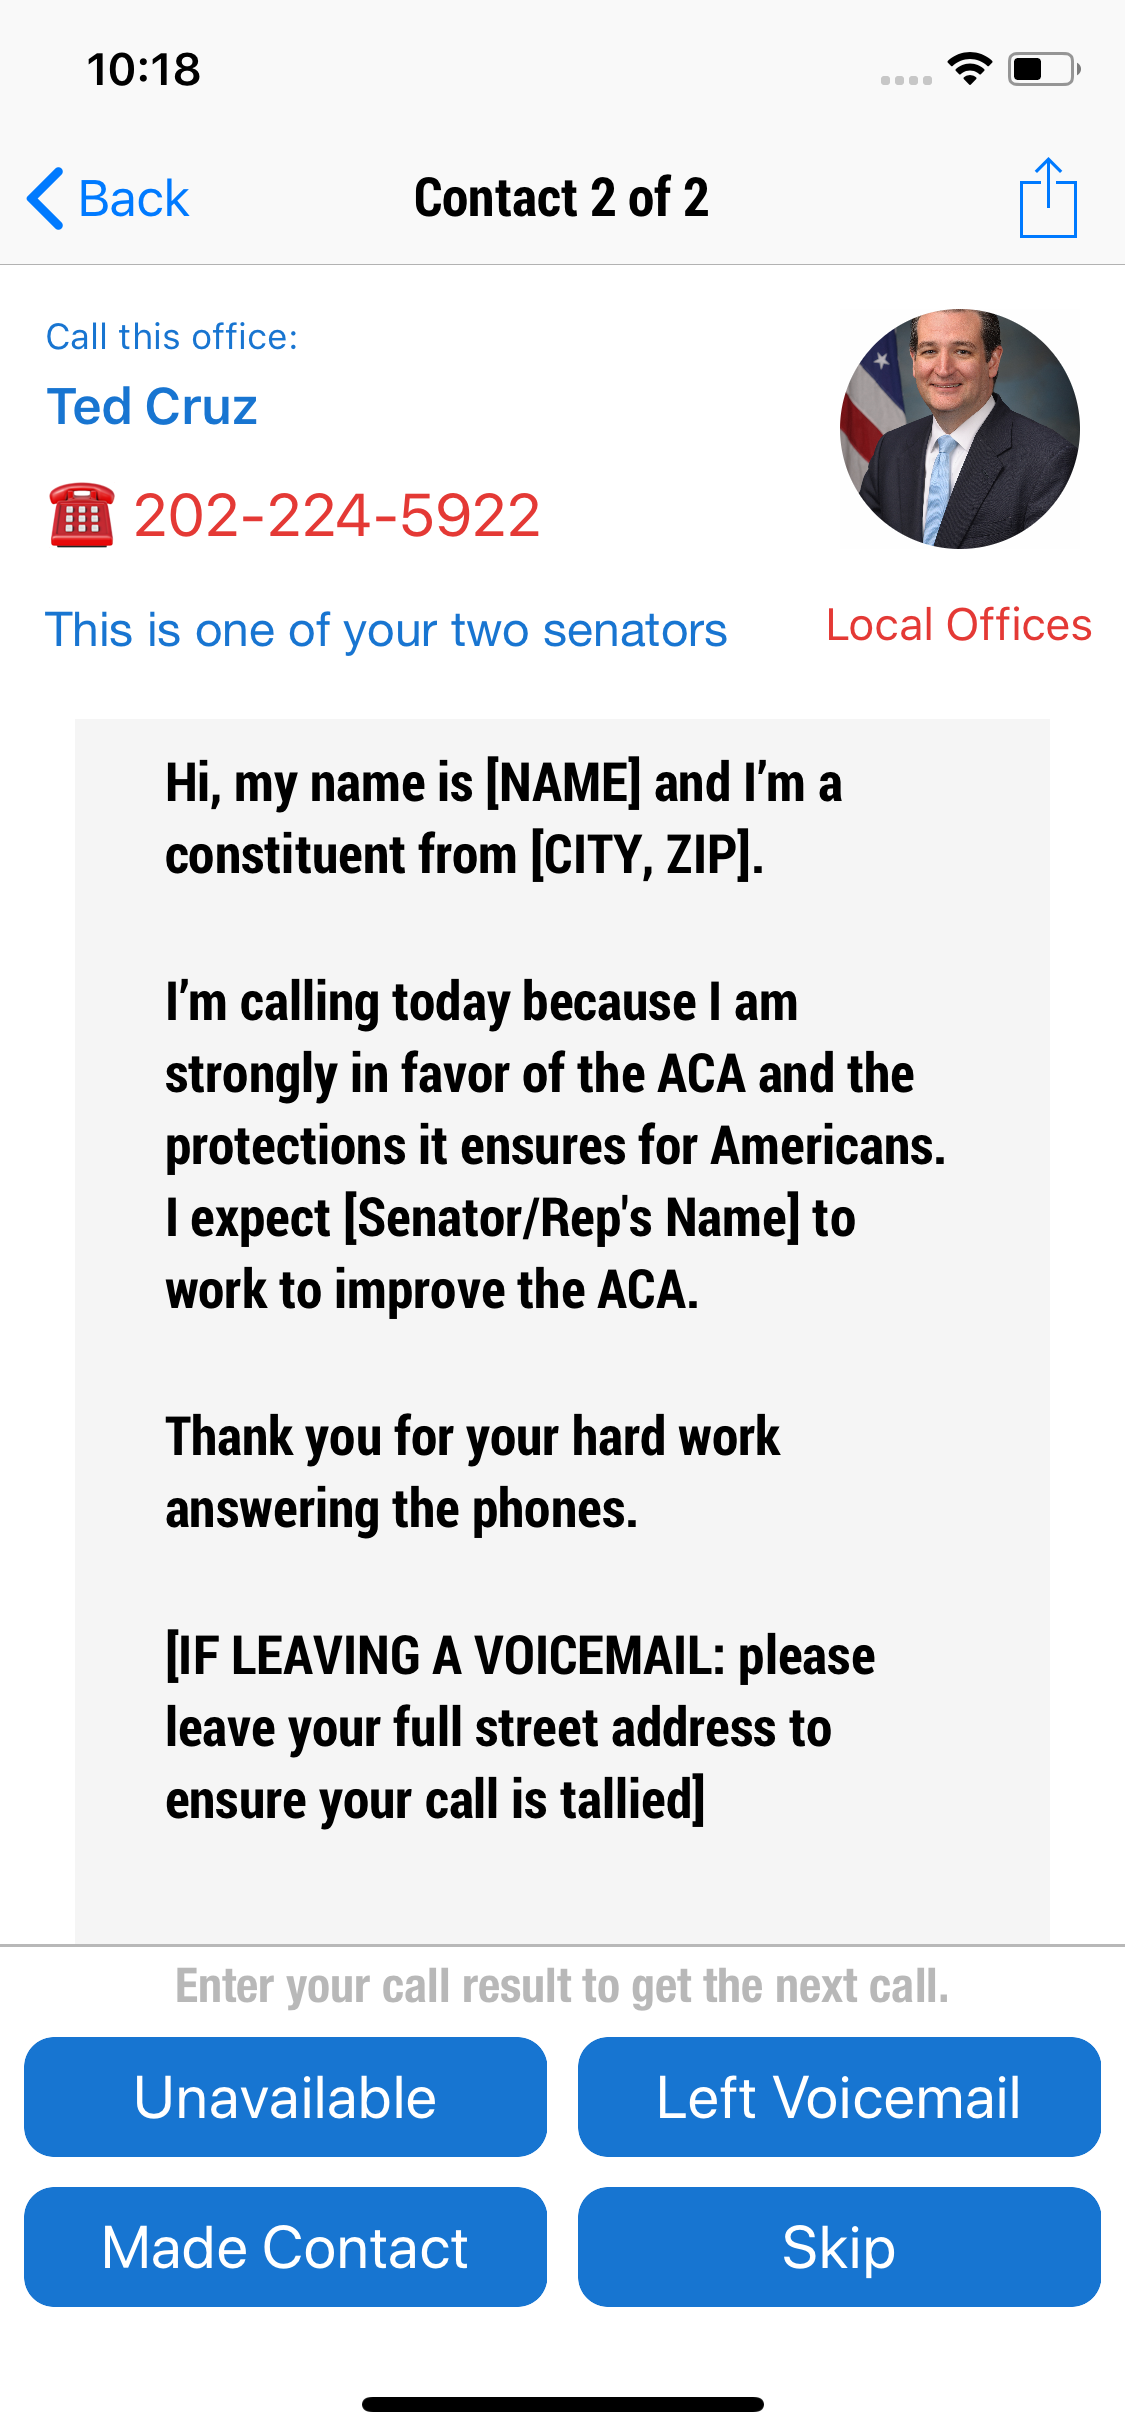 10:18
Back
Contact 2 of 2
Call this office:
Ted Cruz
202-224-5922
This is one of your two senators
Local Offices
Hi, my name is [NAME] and I’m a
constituent from [CITY, ZIP].
I’m calling today because I am
strongly in favor of the ACA and the
protections it ensures for Americans.
I expect [Senator/Rep's Name] to
work to improve the ACA.
Thank you for your hard work
answering the phones.
[IF LEAVING A VOICEMAIL: please
leave your full street address to
ensure your call is tallied]
Enter your call result to get the next call.
Unavailable
Left Voicemail
Made Contact
Skip